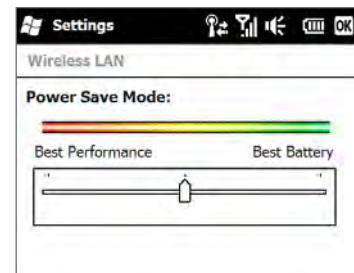 Settings
OK
Wireless LAN
Power Save Mode:
Best Performance Best Battery